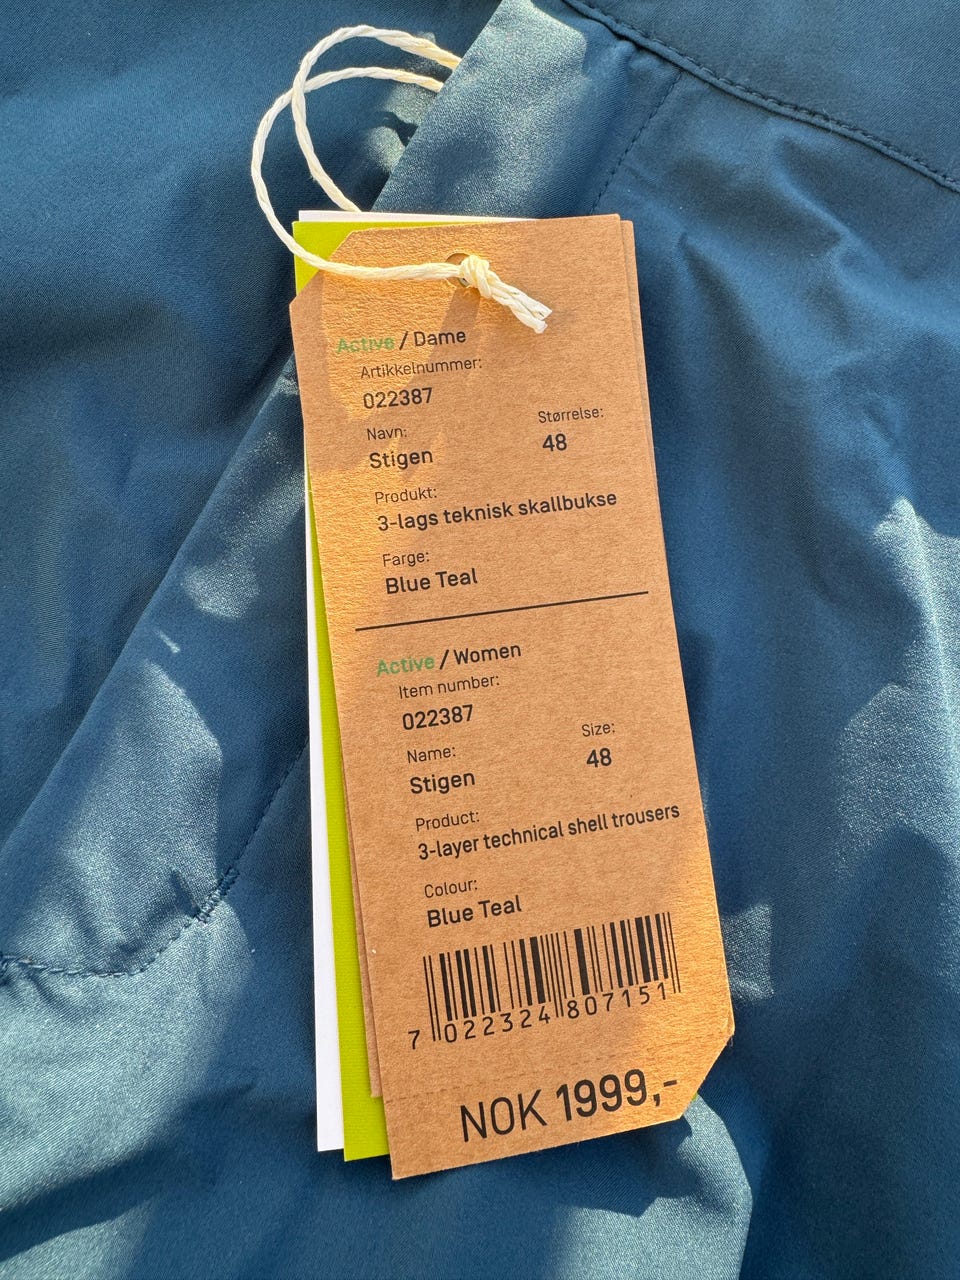 Active / Dame
Artikkelnummer:
022387
Størrelse:
48
Navn:
Stigen
Produkt:
3-lags teknisk skallbukse
Farge:
Blue Teal
Active / Women
Item number:
022387
Size:
48
Name:
Stigen
Product:
3-layer technical shell trousers
Colour:
Blue Teal
7 022324 807151
NOK 1999,-